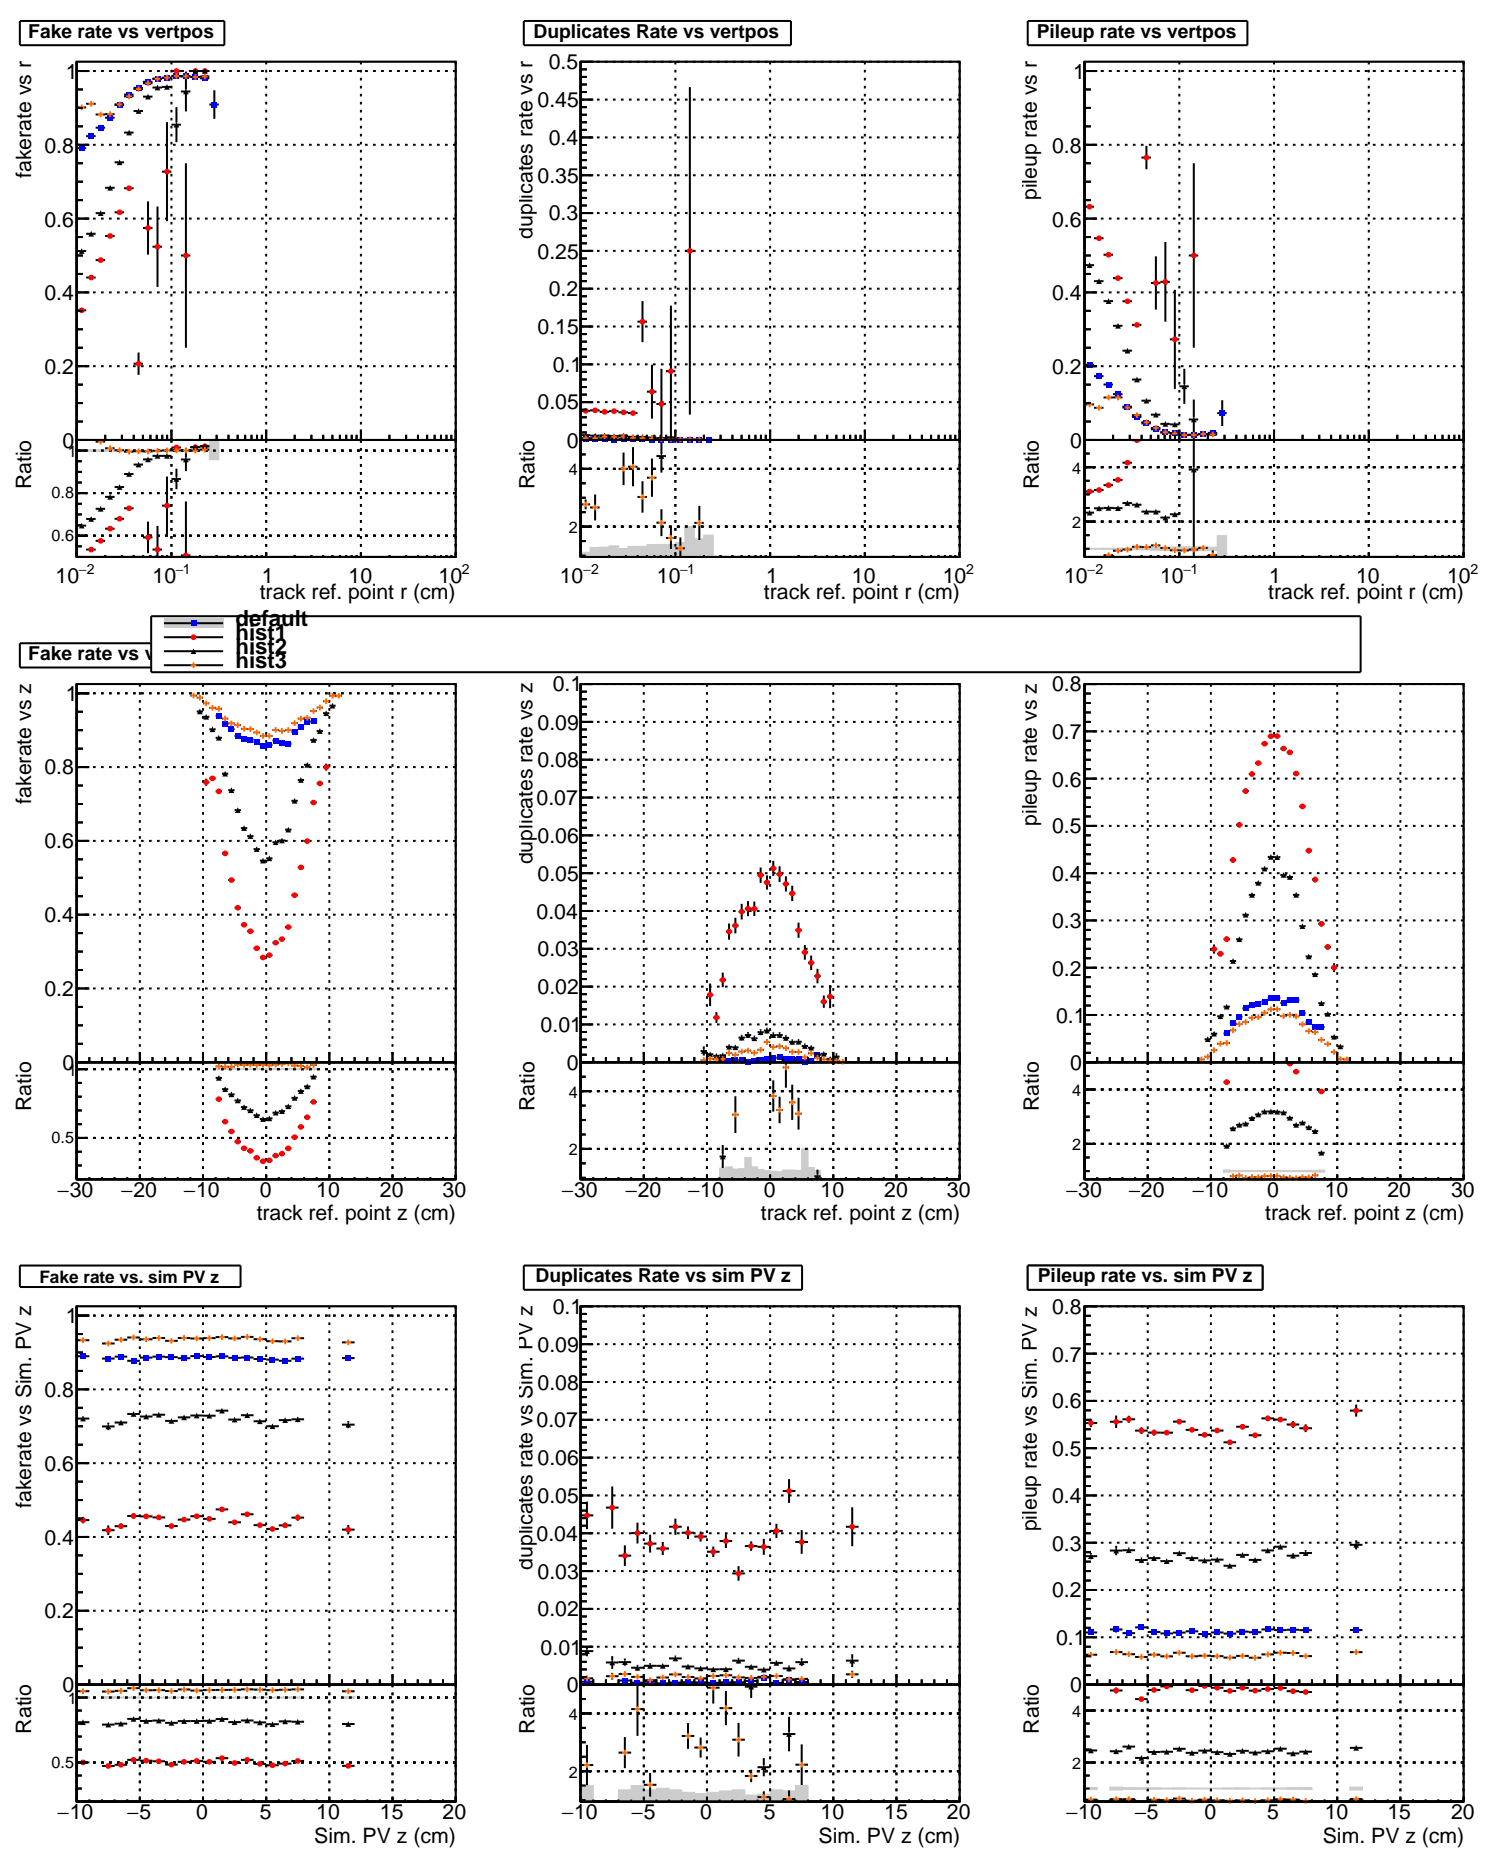 Fake rate vs vertpos
fakerate vs r
1
0.8
0.6
0.4
0.2
0
Ratio
1
0.8
0.6
10−2 10−1 1 10 102
track ref. point r (cm)
Duplicates Rate vs vertpos
duplicates rate vs r
0.5
0.45
0.4
0.35
0.3
0.25
0.2
0.15
0.1
0.05
0
Ratio
4
2
10−2 10−1 1 10 102
track ref. point r (cm)
Pileup rate vs vertpos
pileup rate vs r
1
0.8
0.6
0.4
0.2
0
Ratio
4
2
10−2 10−1 1 10 102
track ref. point r (cm)
default
hist1
hist2
hist3
Fake rate vs
fakerate vs z
1
0.8
0.6
0.4
0.2
0
Ratio
1
0.5
−30 −20 −10 0 10 20 30
track ref. point z (cm)
duplicates rate vs z
0.1
0.09
0.08
0.07
0.06
0.05
0.04
0.03
0.02
0.01
0
Ratio
4
2
−30 −20 −10 0 10 20 30
track ref. point z (cm)
pileup rate vs z
0.8
0.7
0.6
0.5
0.4
0.3
0.2
0.1
0
Ratio
4
2
−30 −20 −10 0 10 20 30
track ref. point z (cm)
Fake rate vs. sim PV z
fakerate vs Sim. PV z
1
0.8
0.6
0.4
0.2
0
Ratio
1
0.5
−10 −5 0 5 10 15 20
Sim. PV z (cm)
Duplicates Rate vs sim PV z
duplicates rate vs Sim. PV z
0.1
0.09
0.08
0.07
0.06
0.05
0.04
0.03
0.02
0.01
0
Ratio
4
2
−10 −5 0 5 10 15 20
Sim. PV z (cm)
Pileup rate vs. sim PV z
pileup rate vs Sim. PV z
0.8
0.7
0.6
0.5
0.4
0.3
0.2
0.1
0
Ratio
4
2
−10 −5 0 5 10 15 20
Sim. PV z (cm)